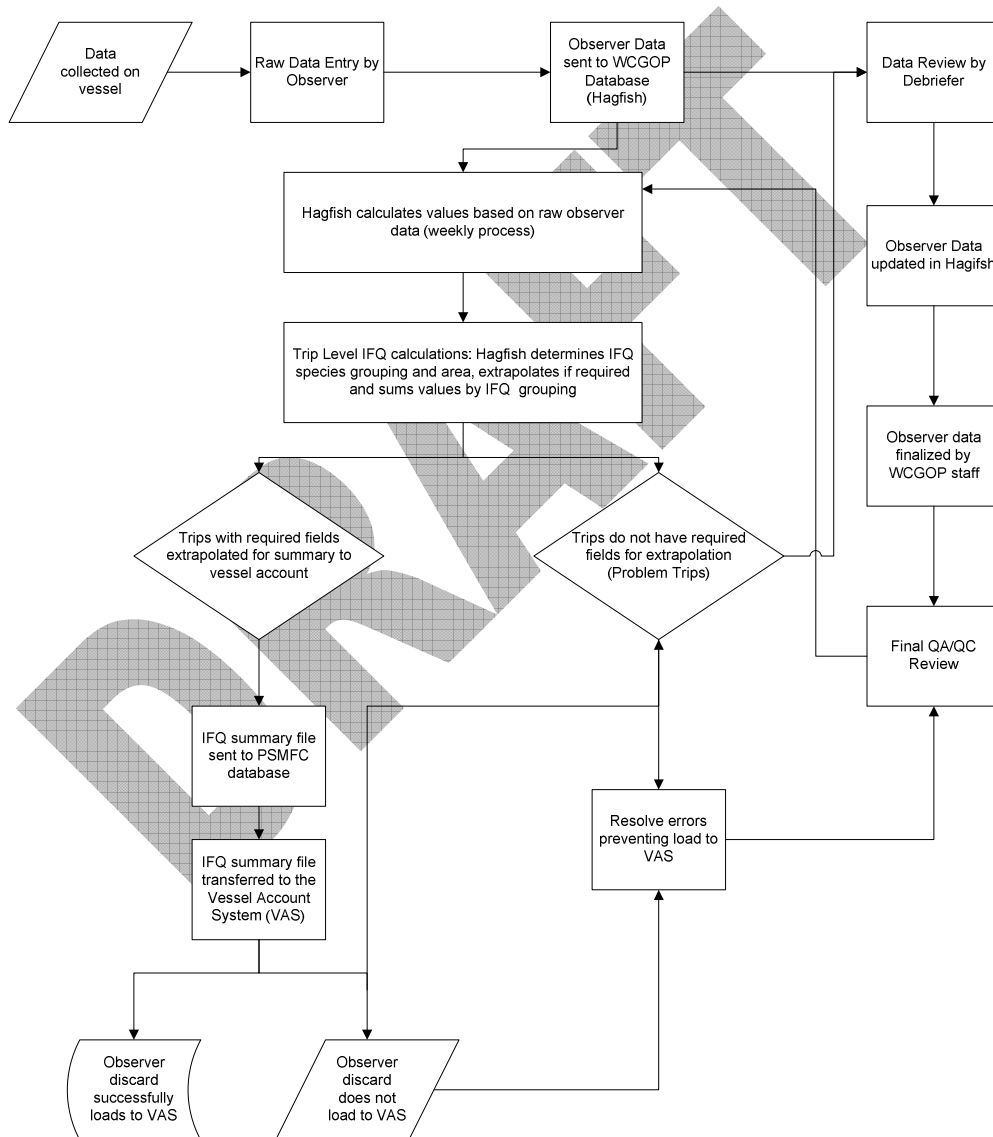 Data
collected on
vessel
Raw Data Entry by
Observer
Observer Data
sent to WCGOP
Database
(Hagfish)
Data Review by
Debriefer
Hagfish calculates values based on raw observer
data (weekly process)
Observer Data
updated in Hagifsh
Trip Level IFQ calculations: Hagfish determines IFQ
species grouping and area, extrapolates if required
and sums values by IFQ grouping
Observer data
finalized by
WCGOP staff
Trips with required fields
extrapolated for summary to
vessel account
Trips do not have required
fields for extrapolation
(Problem Trips)
Final QA/QC
Review
IFQ summary file
sent to PSMFC
database
Resolve errors
preventing load to
VAS
IFQ summary file
transferred to the
Vessel Account
System (VAS)
Observer
discard
successfully
loads to VAS
Observer
discard
does not
load to VAS
DRAFT